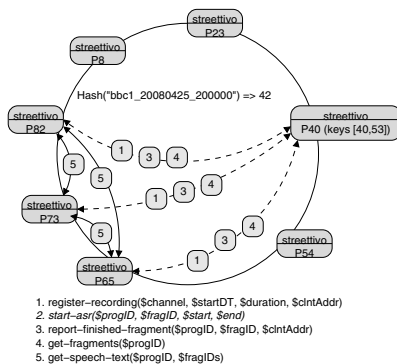 streettivo
P23
streettivo
P8
Hash("bbc1_20080425_200000") => 42
streettivo
P82
streettivo
P40 (keys [40,53])
1
3
4
5
5
4
3
1
streettivo
P73
5
4
3
1
streettivo
P54
streettivo
P65
1. register−recording($channel, $startDT, $duration, $clntAddr)
2. start−asr($progID, $fragID, $start, $end)
3. report−finished−fragment($progID, $fragID, $clntAddr)
4. get−fragments($progID)
5. get−speech−text($progID, $fragIDs)